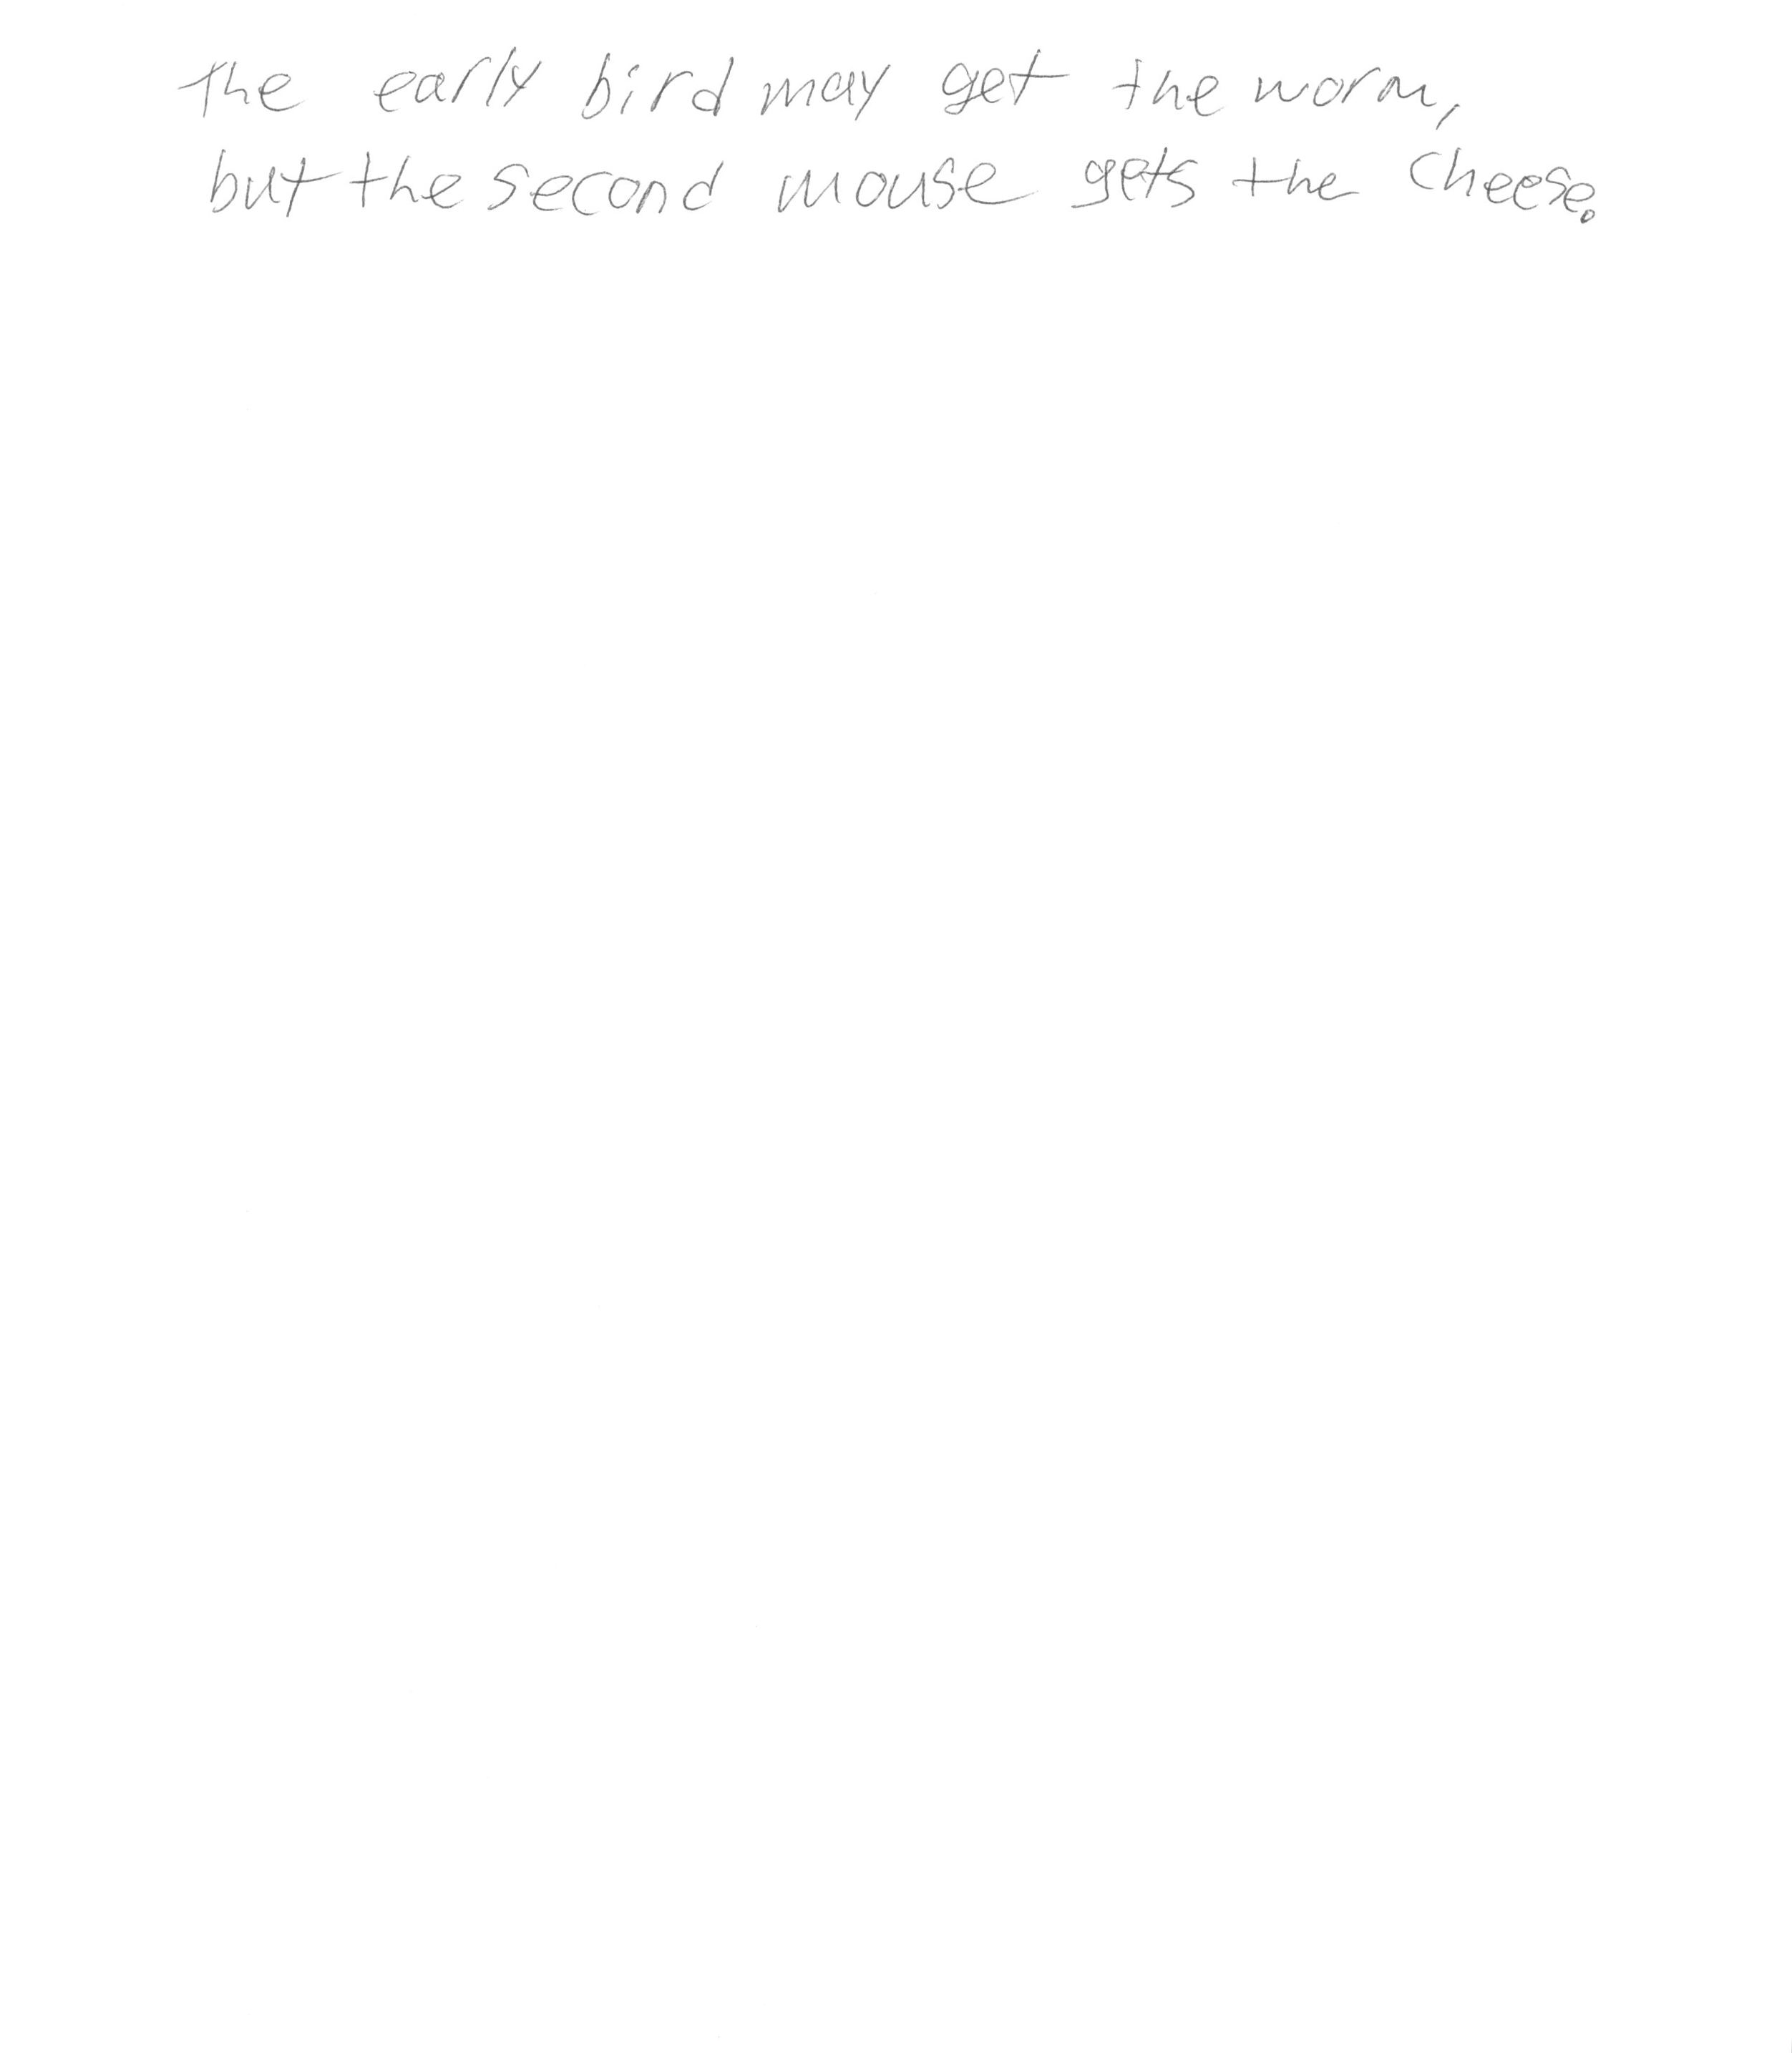 The early bird may get the worm,
but the second mouse gets the cheese.